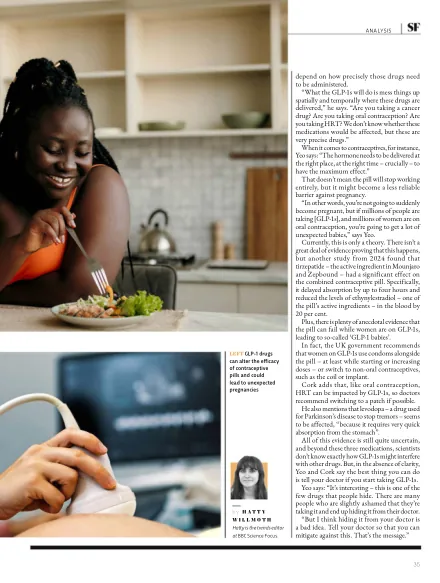 ANALYSIS SF
depend on how precisely those drugs need
to be administered.
"What the GLP-1s will do is mess things up
spatially and temporally where these drugs are
delivered," he says. "Are you taking a cancer
drug? Are you taking oral contraception? Are
you taking HRT? We don't know whether these
medications would be affected, but these are
very precise drugs."
When it comes to contraceptives, for instance,
Yeo says: "The hormone needs to be delivered at
the right place, at the right time – crucially – to
have the maximum effect."
That doesn't mean the pill will stop working
entirely, but it might become a less reliable
barrier against pregnancy.
"In other words, you're not going to suddenly
become pregnant, but if millions of people are
taking [GLP-1s], and millions of women are on
oral contraception, you're going to get a lot of
unexpected babies," says Yeo.
Currently, this is only a theory. There isn't a
great deal of evidence proving that this happens,
but another study from 2024 found that
tirzepatide – the active ingredient in Mounjaro
and Zepbound – had a significant effect on
the combined contraceptive pill. Specifically,
it delayed absorption by up to four hours and
reduced the levels of ethynylestradiol – one of
the pill's active ingredients – in the blood by
20 per cent.
Plus, there is plenty of anecdotal evidence that
the pill can fail while women are on GLP-1s,
leading to so-called 'GLP-1 babies'.
In fact, the UK government recommends
that women on GLP-1s use condoms alongside
the pill – at least while starting or increasing
doses – or switch to non-oral contraceptives,
such as the coil or implant.
Cork adds that, like oral contraception,
HRT can be impacted by GLP-1s, so doctors
recommend switching to a patch if possible.
He also mentions that levodopa – a drug used
for Parkinson's disease to stop tremors – seems
to be affected, "because it requires very quick
absorption from the stomach".
All of this evidence is still quite uncertain,
and beyond these three medications, scientists
don't know exactly how GLP-1s might interfere
with other drugs. But, in the absence of clarity,
Yeo and Cork say the best thing you can do
is tell your doctor if you start taking GLP-1s.
Yeo says: "It's interesting – this is one of the
few drugs that people hide. There are many
people who are slightly ashamed that they're
taking it and end up hiding it from their doctor.
"But I think hiding it from your doctor is
a bad idea. Tell your doctor so that you can
mitigate against this. That's the message."
LEFT GLP-1 drugs
can alter the efficacy
of contraceptive
pills and could
lead to unexpected
pregnancies
by HATTY
WILLMOTH
Hatty is the trends editor
at BBC Science Focus.
35